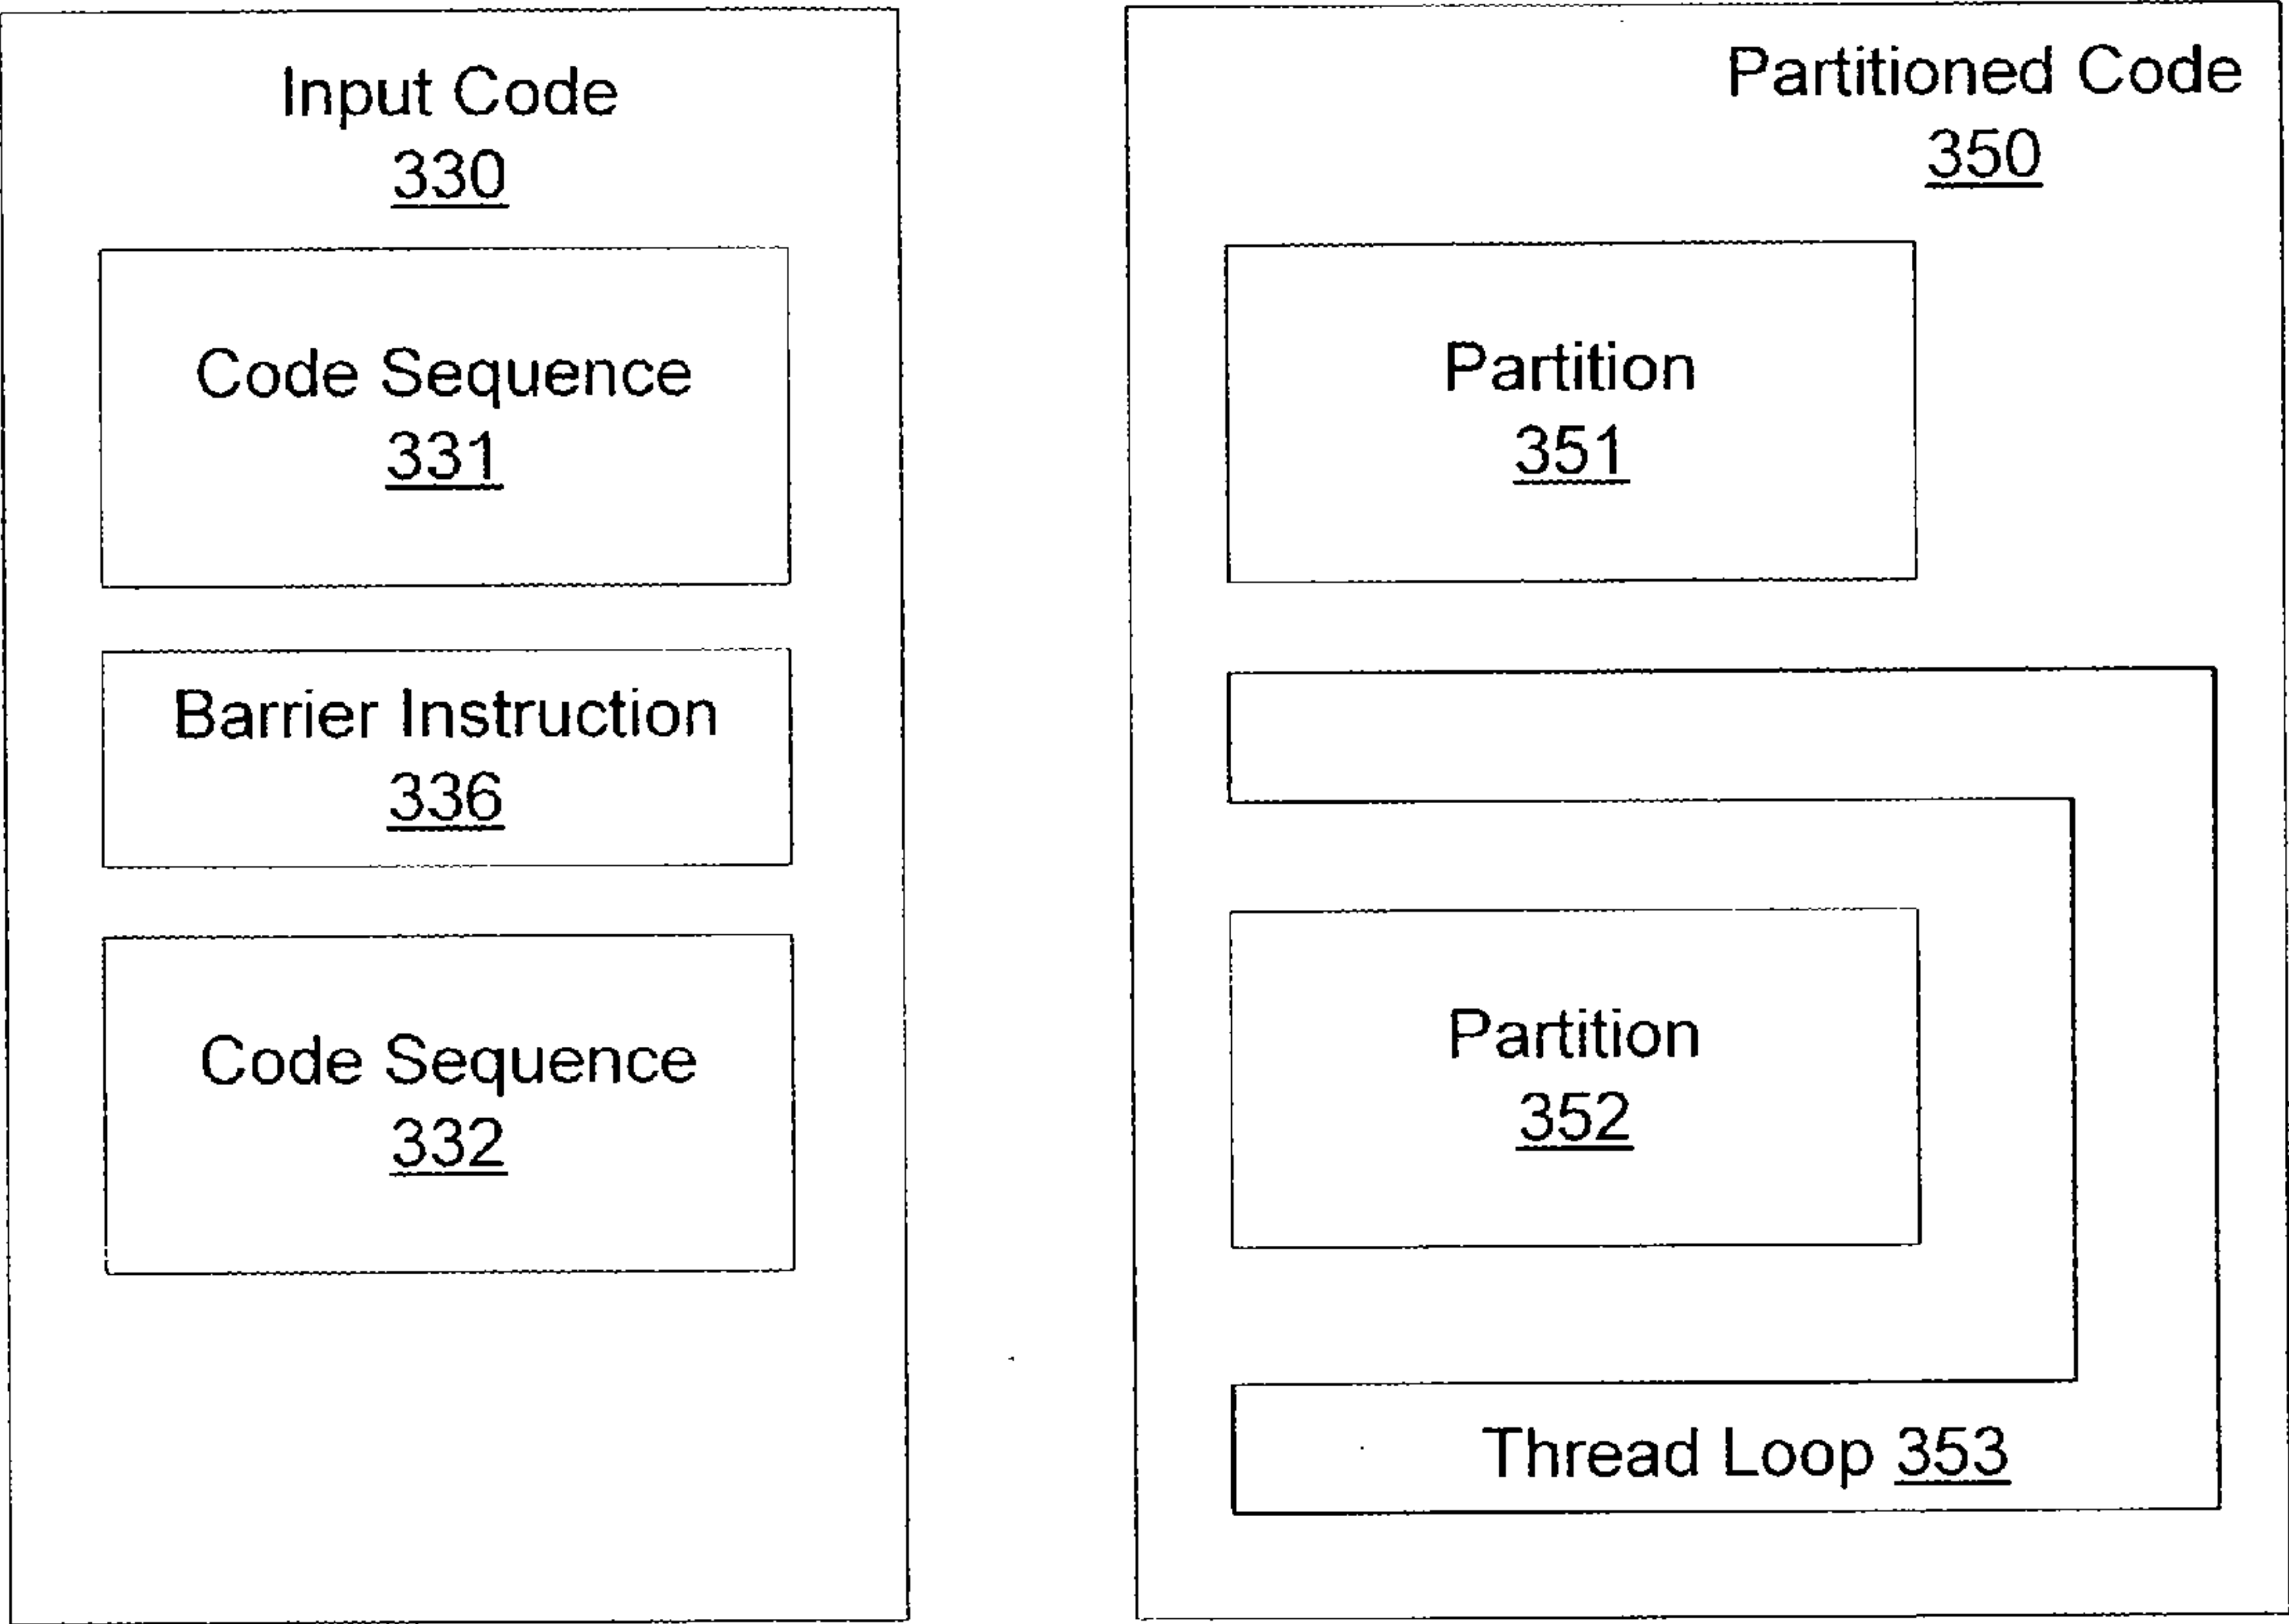 Input Code
330
Code Sequence
331
Barrier Instruction
336
Code Sequence
332
Partitioned Code
350
Partition
351
Partition
352
Thread Loop 353